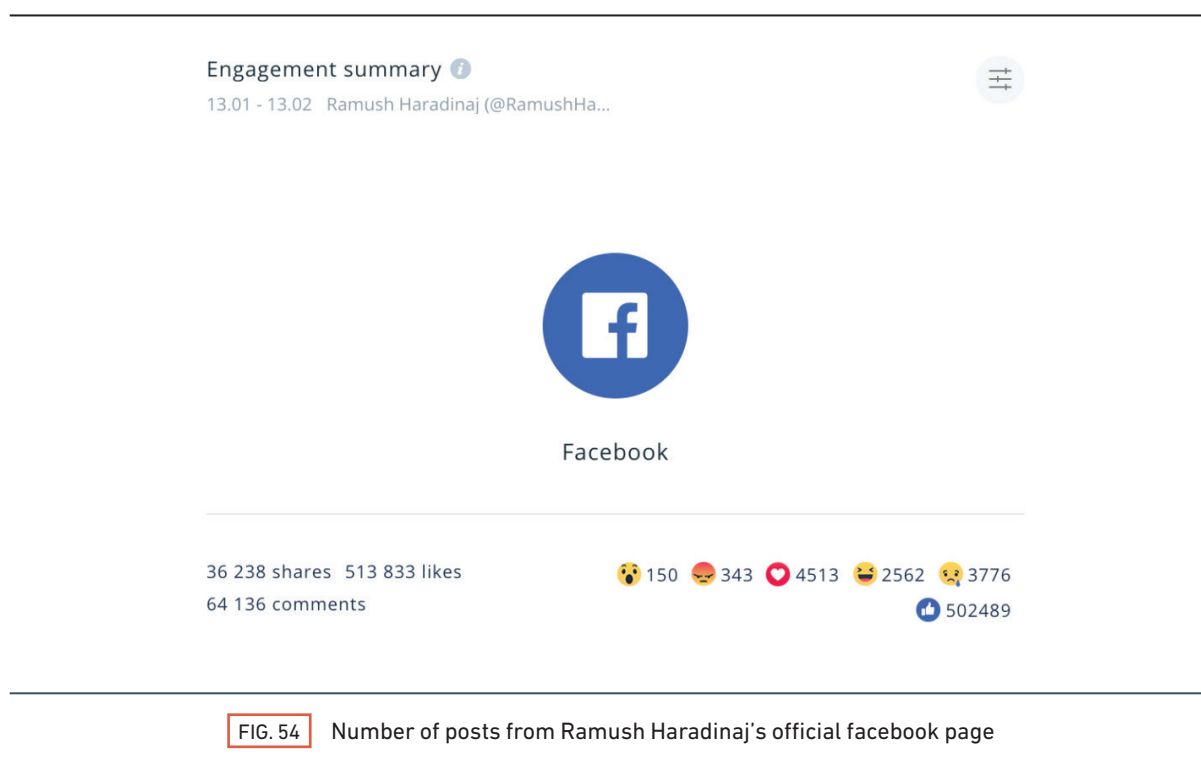 Engagement summary
13.01 - 13.02 Ramush Haradinaj (@RamushHa...
Facebook
36 238 shares 513 833 likes
64 136 comments
150 343 4513 2562 3776
502489
FIG. 54 Number of posts from Ramush Haradinaj’s official facebook page